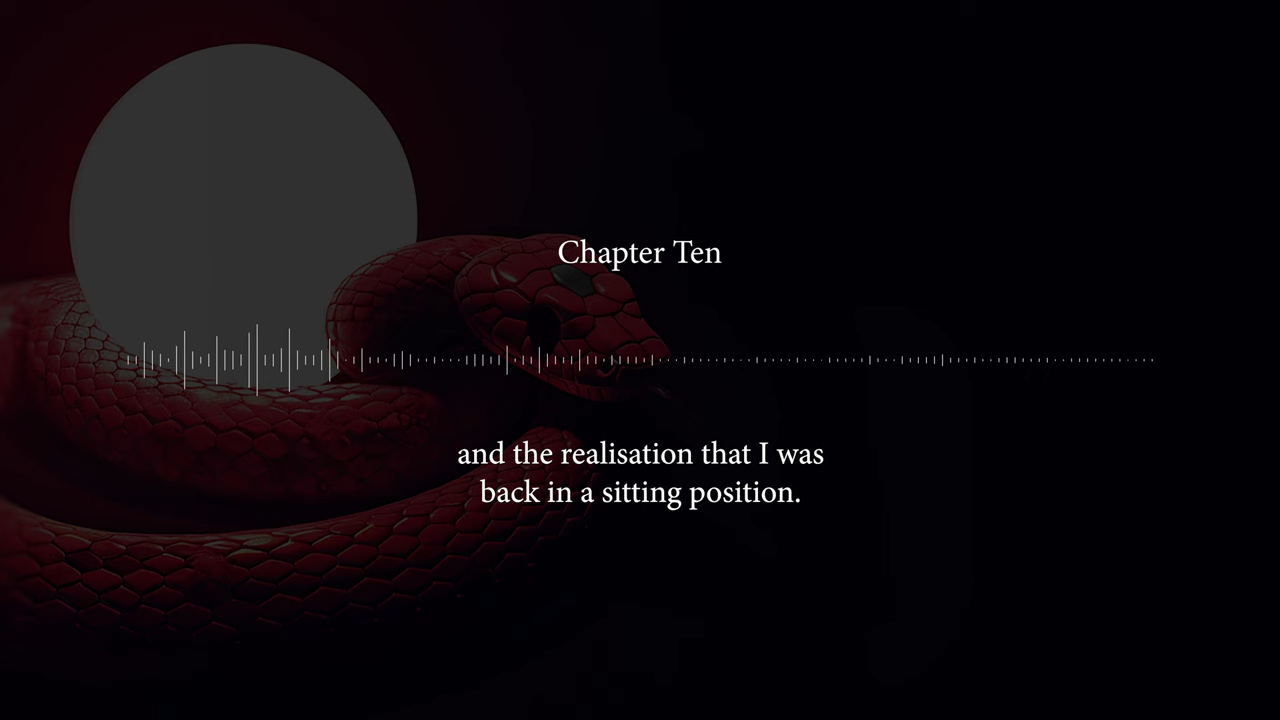 Chapter Ten
and the realisation that I was
back in a sitting position.